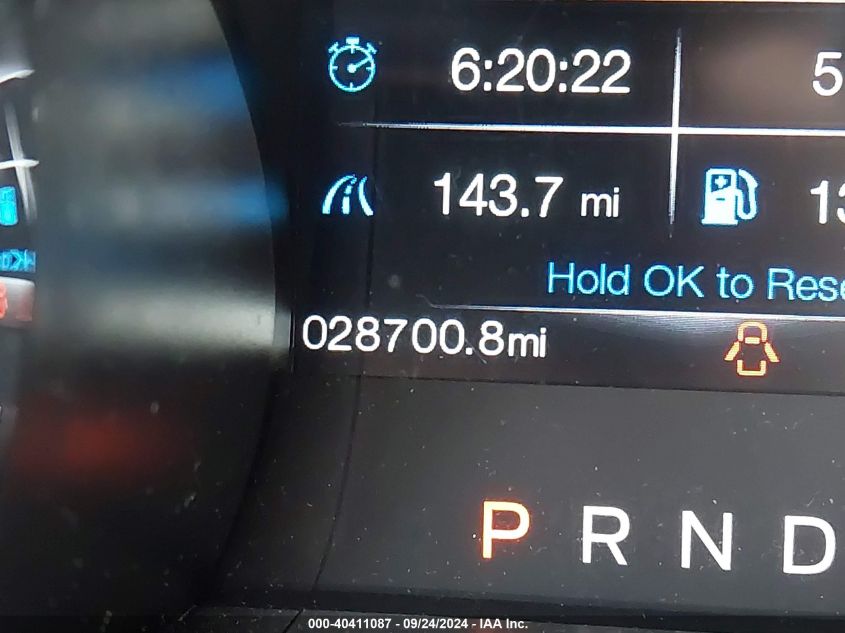 6:20:22 5
143.7 mi 13
Hold OK to Rese
028700.8mi
P R N D
000-40411087 - 09/24/2024 - IAA Inc.